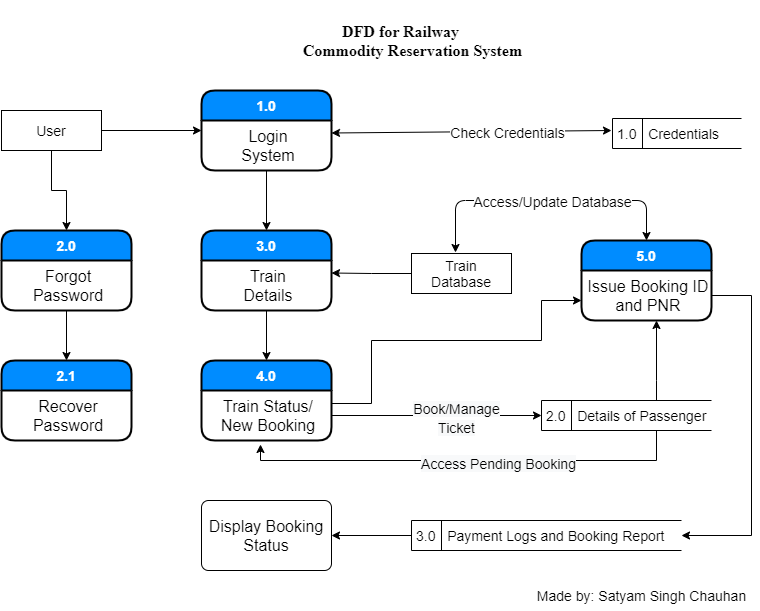 DFD for Railway
Commodity Reservation System
1.0
User
Login
System
Check Credentials
1.0 Credentials
Access/Update Database
2.0
Forgot
Password
3.0
Train
Details
Train
Database
5.0
Issue Booking ID
and PNR
2.1
Recover
Password
4.0
Train Status/
New Booking
Book/Manage
Ticket
2.0 Details of Passenger
Access Pending Booking
Display Booking
Status
3.0 Payment Logs and Booking Report
Made by: Satyam Singh Chauhan